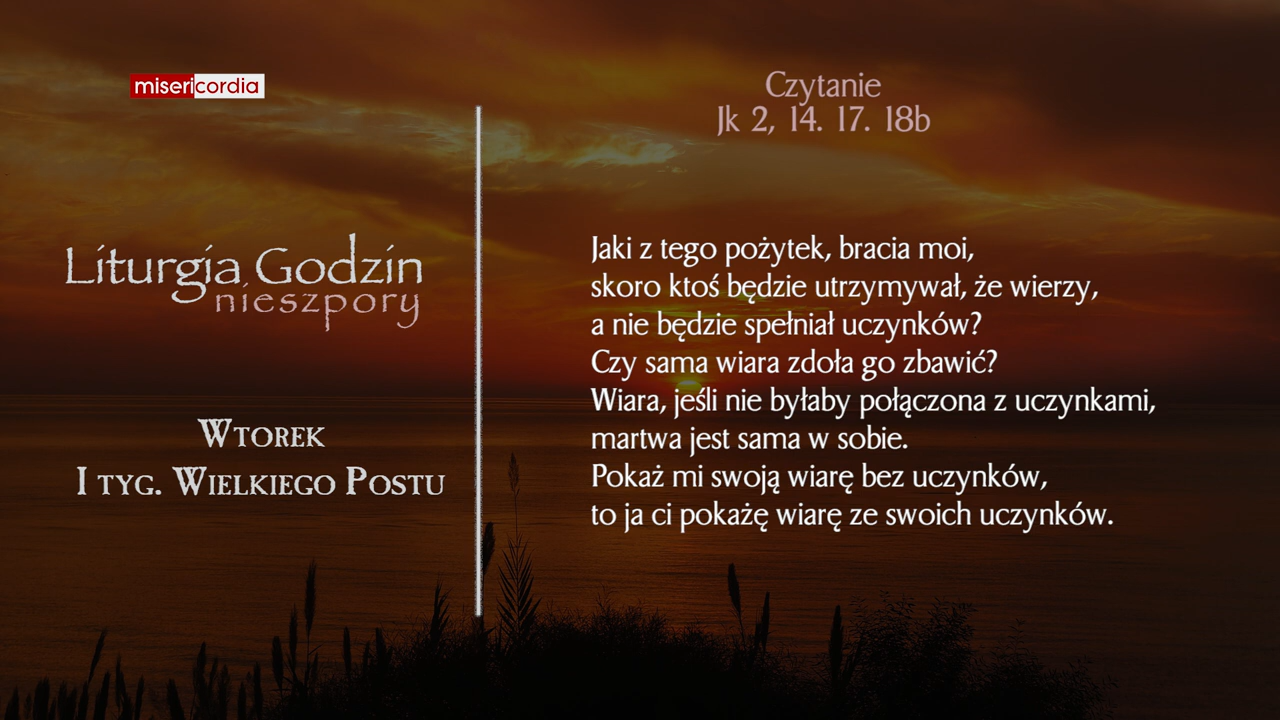 misericordia
Liturgia Godzin
nieszpory
Wtorek
I tyg. Wielkiego Postu
Czytanie
Jk 2, 14. 17. 18b
Jaki z tego pożytek, bracia moi,
skoro ktoś będzie utrzymywał, że wierzy,
a nie będzie spełniał uczynków?
Czy sama wiara zdoła go zbawić?
Wiara, jeśli nie byłaby połączona z uczynkami,
martwa jest sama w sobie.
Pokaż mi swoją wiarę bez uczynków,
to ja ci pokażę wiarę ze swoich uczynków.